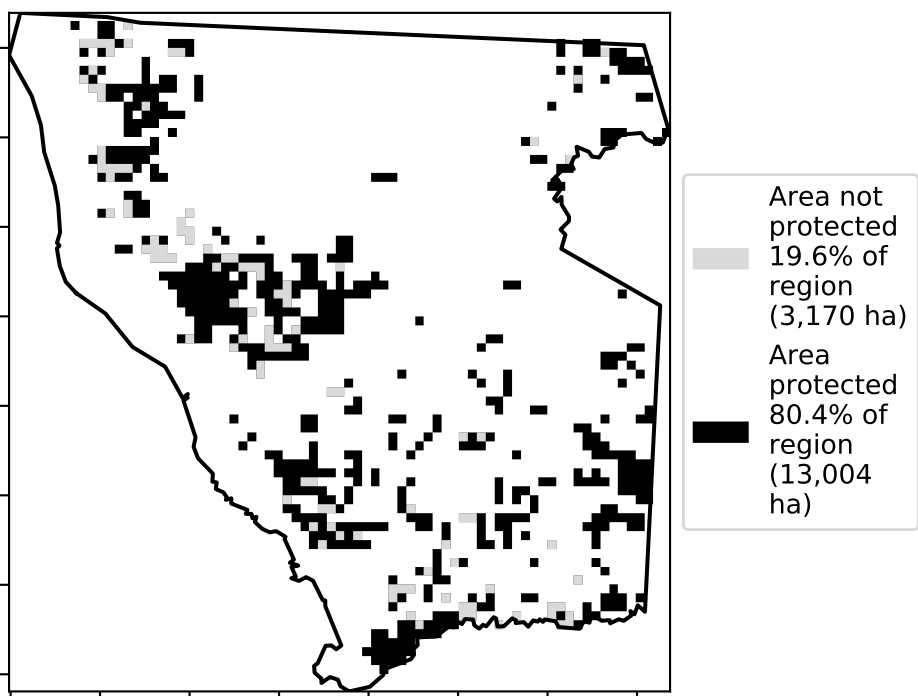 Area not
protected
19.6% of
region
(3,170 ha)
Area
protected
80.4% of
region
(13,004
ha)